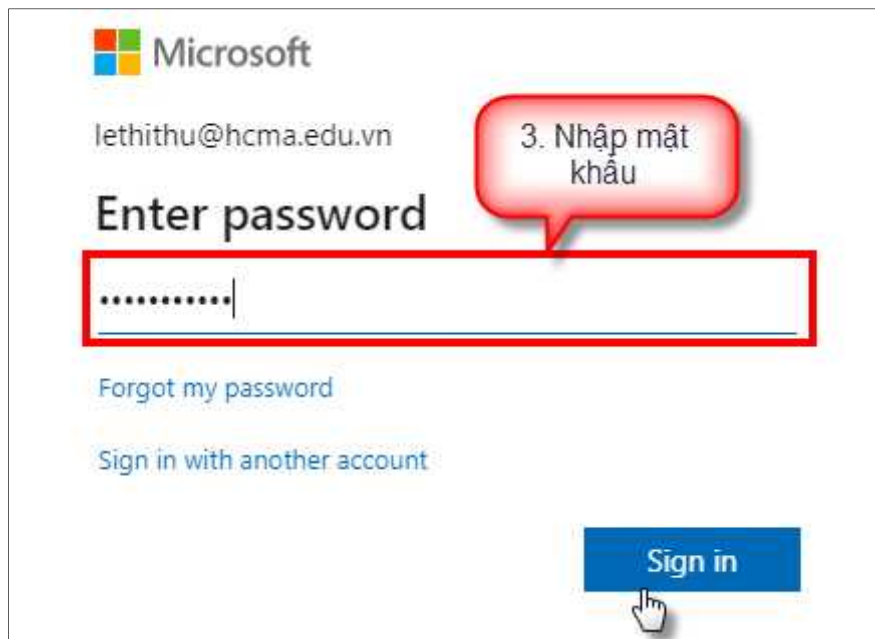 Microsoft
lethithu@hcma.edu.vn
3. Nhập mật
khẩu
Enter password
•••••••••••
Forgot my password
Sign in with another account
Sign in